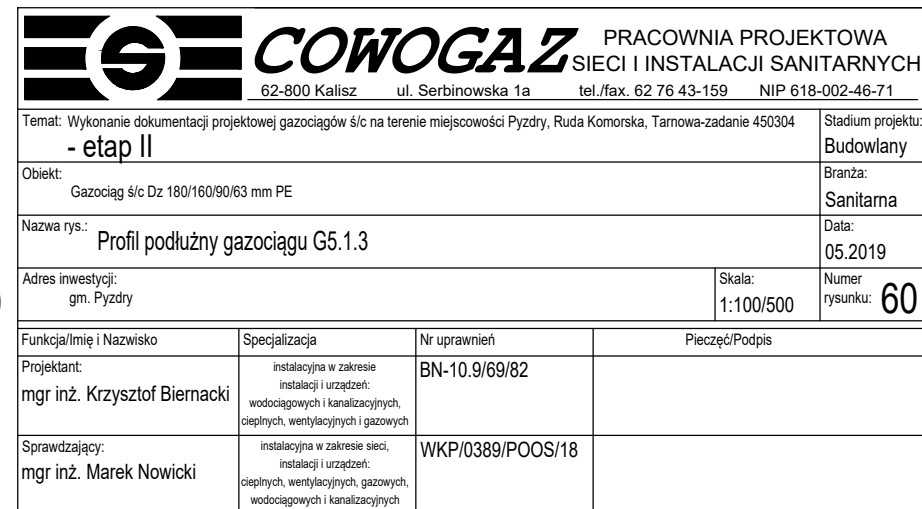 COWOGAZ
PRACOWNIA PROJEKTOWA
SIECI I INSTALACJI SANITARNYCH
62-800 Kalisz ul. Serbinowska 1a tel./fax. 62 76 43-159 NIP 618-002-46-71
Temat: Wykonanie dokumentacji projektowej gazociągów ś/c na terenie miejscowości Pyzdry, Ruda Komorska, Tarnowa-zadanie 450304
- etap II
Stadium projektu:
Budowlany
Obiekt:
Gazociąg ś/c Dz 180/160/90/63 mm PE
Branża:
Sanitarna
Nazwa rys.:
Profil podłużny gazociągu G5.1.3
Data:
05.2019
Adres inwestycji:
gm. Pyzdry
Skala:
1:100/500
Numer
rysunku: 60
Funkcja/Imię i Nazwisko Specjalizacja Nr uprawnień Pieczęć/Podpis
Projektant:
mgr inż. Krzysztof Biernacki
instalacyjna w zakresie
instalacji i urządzeń:
wodociągowych i kanalizacyjnych,
cieplnych, wentylacyjnych i gazowych
BN-10.9/69/82
Sprawdzający:
mgr inż. Marek Nowicki
instalacyjna w zakresie sieci,
instalacji i urządzeń:
cieplnych, wentylacyjnych, gazowych,
wodociągowych i kanalizacyjnych
WKP/0389/POOS/18